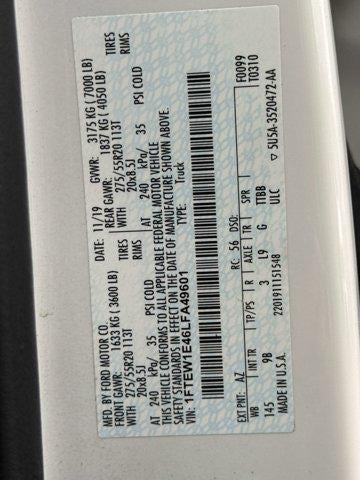 MFD. BY FORD MOTOR CO. 11/19 GVWR: 3175 KG ( 7000 LB)
FRONT GAWR: 1633 KG ( 3600 LB) REAR GAWR: 1837 KG ( 4050 LB)
WITH 275/55R20 113T TIRES WITH 275/55R20 113T TIRES
20x8.5J RIMS 20x8.5J RIMS
AT 240 kPa/ 35 PSI COLD AT 240 kPa/ 35 PSI COLD
THIS VEHICLE CONFORMS TO ALL APPLICABLE FEDERAL MOTOR VEHICLE
SAFETY STANDARDS IN EFFECT ON THE DATE OF MANUFACTURE SHOWN ABOVE.
VIN: 1FTEW1E46LFA49601 TYPE: Truck
F0099
T0310
EXT PNT: AZ RC: 56 DSO:
WB INT TR TP/PS R AXLE TR SPR
145 9B 3 L9 G TTBB
MADE IN U.S.A. 2201911151548 ULC ▽ 5U5A-3520472-AA